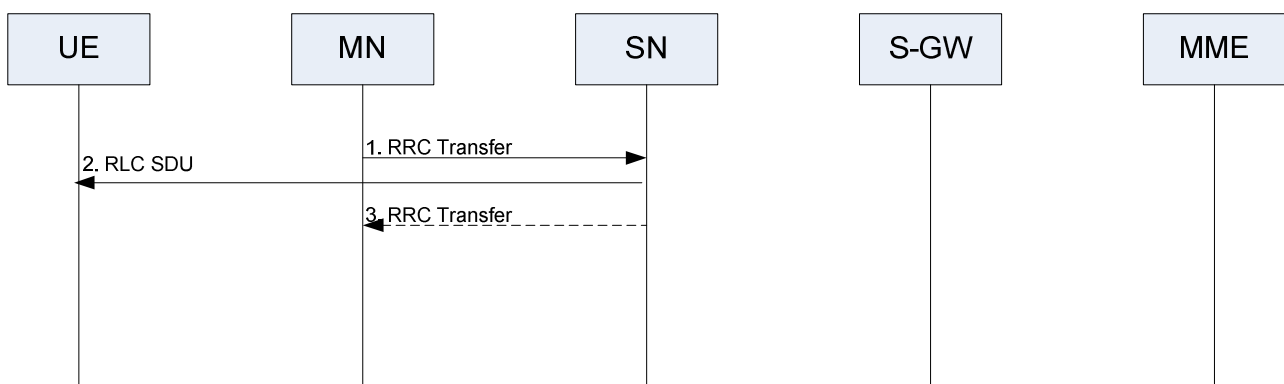 UE
MN
SN
S-GW
MME
1. RRC Transfer
2. RLC SDU
3. RRC Transfer